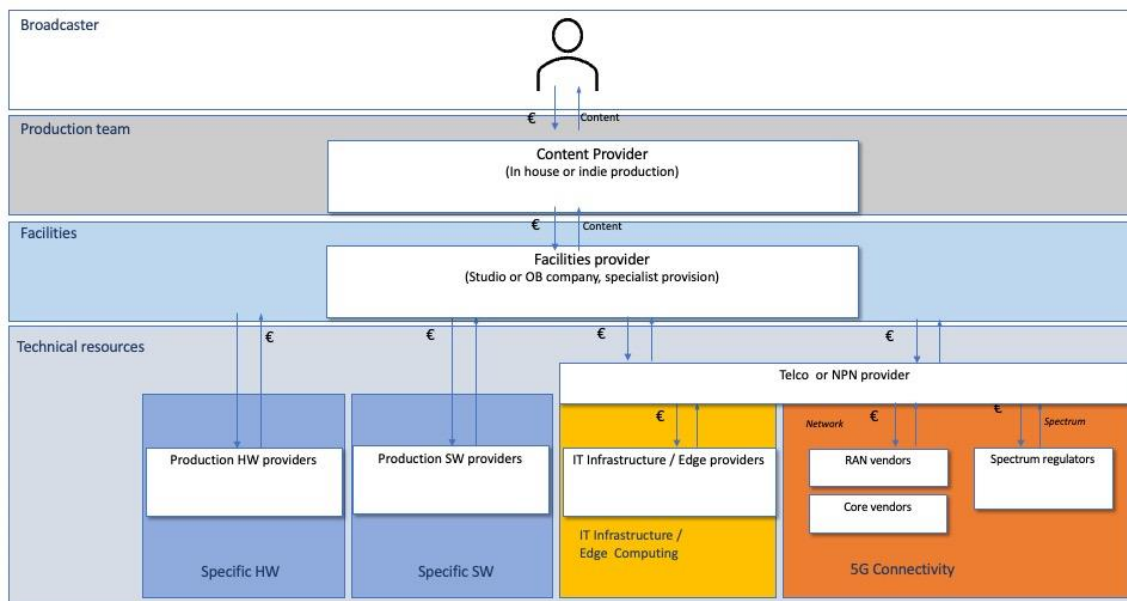 Broadcaster
€
Content
Production team
Content Provider
(In house or indie production)
€
Content
Facilities
Facilities provider
(Studio or OB company, specialist provision)
€
€
€
€
Technical resources
Telco or NPN provider
€
€
€
Network
Spectrum
Production HW providers
Production SW providers
IT Infrastructure / Edge providers
RAN vendors
Spectrum regulators
Core vendors
IT Infrastructure /
Edge Computing
Specific HW
Specific SW
5G Connectivity